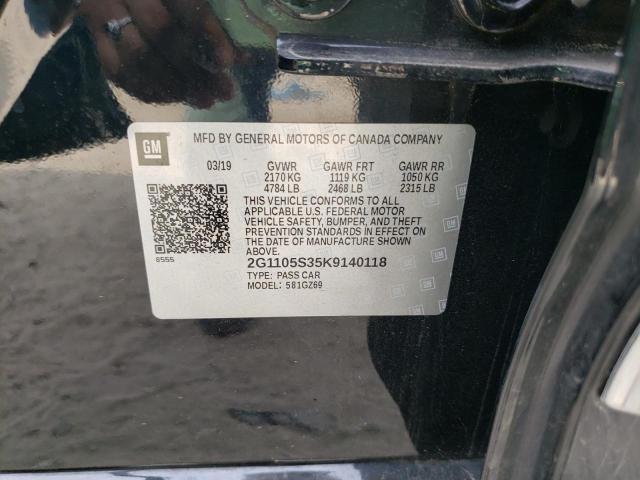 GM
MFD BY GENERAL MOTORS OF CANADA COMPANY
03/19 GVWR GAWR FRT GAWR RR
2170 KG 1119 KG 1050 KG
4784 LB 2468 LB 2315 LB
THIS VEHICLE CONFORMS TO ALL
APPLICABLE U.S. FEDERAL MOTOR
VEHICLE SAFETY, BUMPER, AND THEFT
PREVENTION STANDARDS IN EFFECT ON
THE DATE OF MANUFACTURE SHOWN
ABOVE.
8555
2G1105S35K9140118
TYPE: PASS CAR
MODEL: 581GZ69